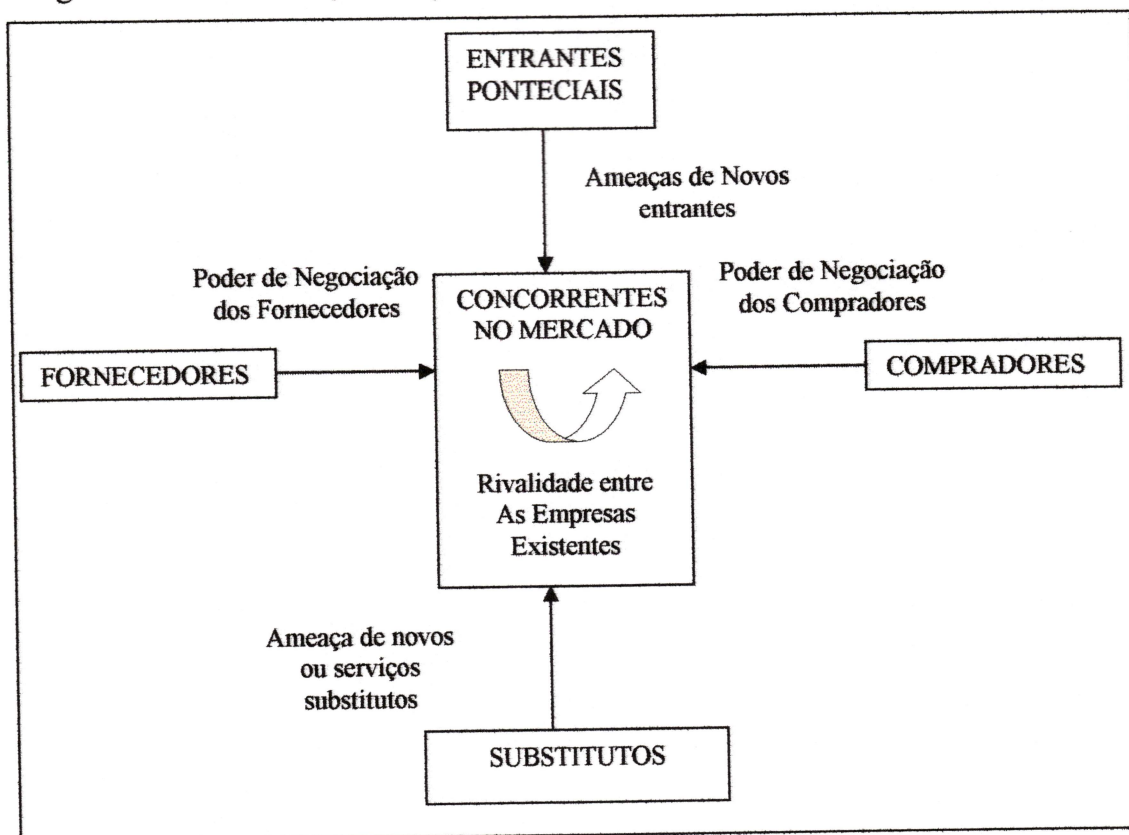 ENTRANTES
PONTECIAIS
Ameaças de Novos
entrantes
Poder de Negociação
dos Fornecedores
Poder de Negociação
dos Compradores
CONCORRENTES
NO MERCADO
FORNECEDORES
COMPRADORES
Rivalidade entre
As Empresas
Existentes
Ameaça de novos
ou serviços
substitutos
SUBSTITUTOS